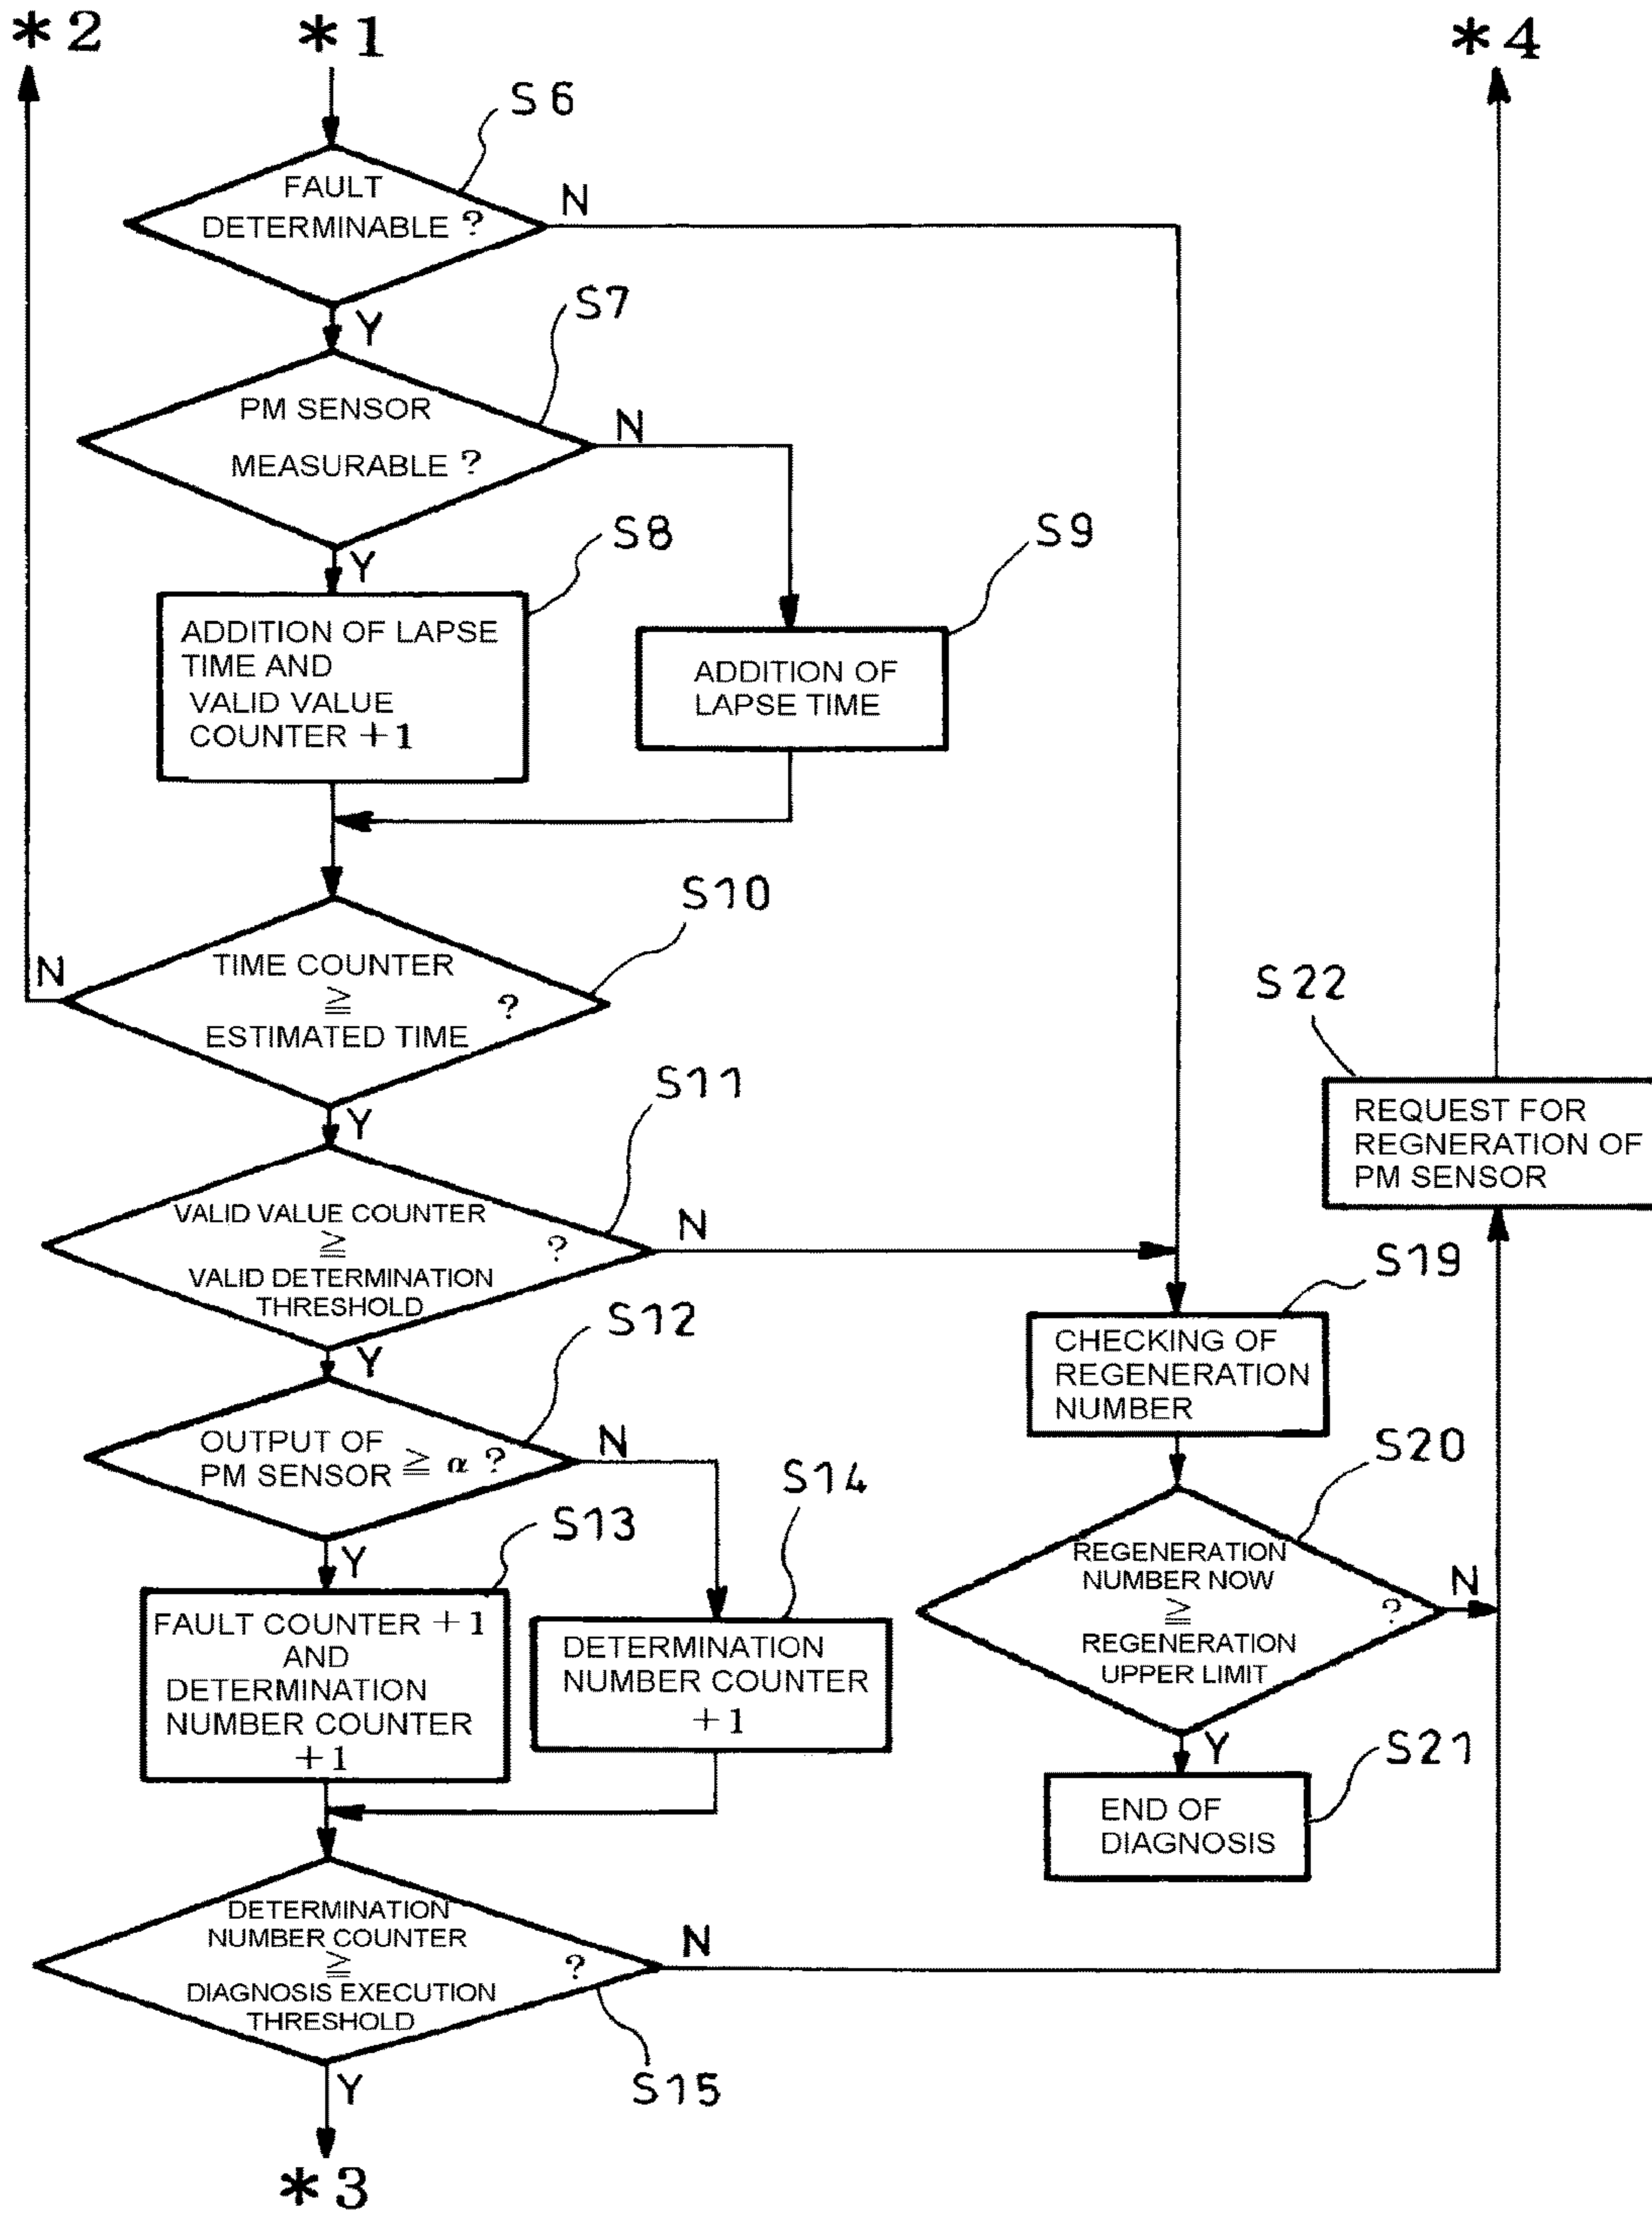 *2
*1
*4
S6
FAULT
DETERMINABLE ?
N
Y
S7
PM SENSOR
MEASURABLE ?
N
Y
S8
ADDITION OF LAPSE
TIME AND
VALID VALUE
COUNTER +1
S9
ADDITION OF
LAPSE TIME
S10
TIME COUNTER
≧ ?
ESTIMATED TIME
N
Y
S11
VALID VALUE COUNTER
≧ ?
VALID DETERMINATION
THRESHOLD
N
Y
S12
OUTPUT OF
PM SENSOR ≧ α ?
N
Y
S13
FAULT COUNTER +1
AND
DETERMINATION
NUMBER COUNTER
+1
S14
DETERMINATION
NUMBER COUNTER
+1
DETERMINATION
NUMBER COUNTER
≧ ?
DIAGNOSIS EXECUTION
THRESHOLD
N
S15
Y
*3
S22
REQUEST FOR
REGNERATION OF
PM SENSOR
S19
CHECKING OF
REGENERATION
NUMBER
S20
REGENERATION
NUMBER NOW
≧ ?
REGENERATION
UPPER LIMIT
N
Y
S21
END OF
DIAGNOSIS